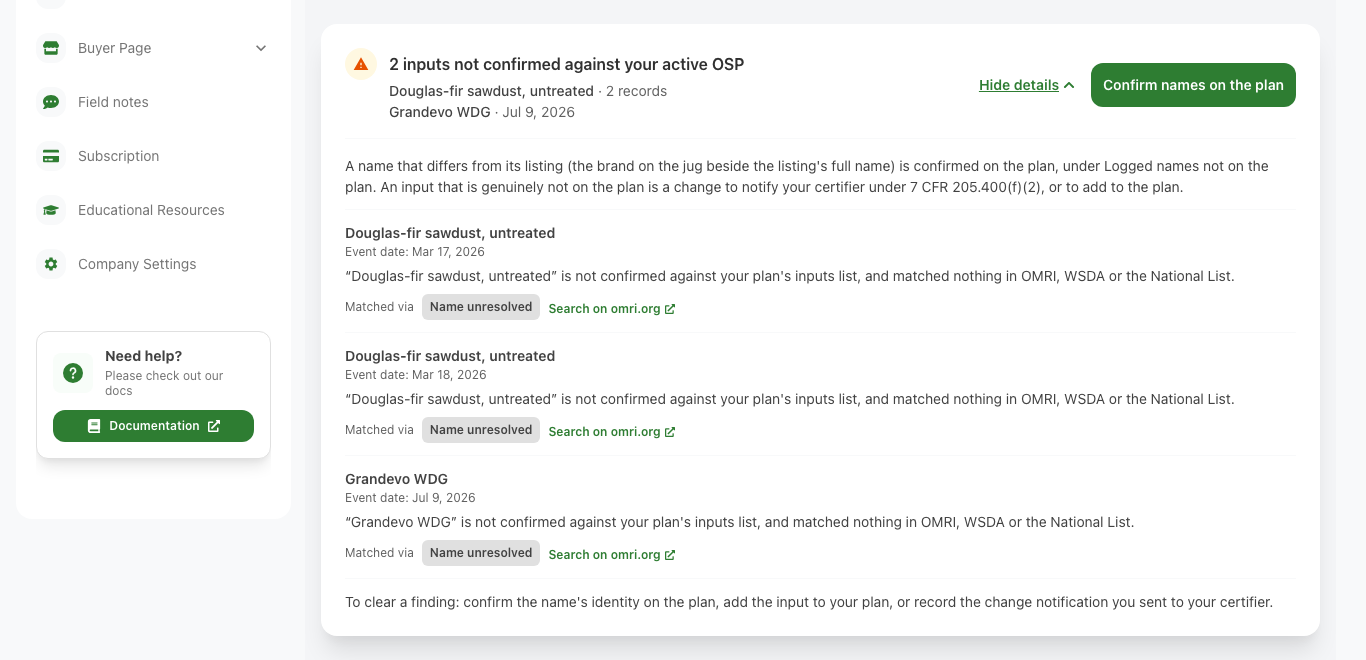 Buyer Page
Field notes
Subscription
Educational Resources
Company Settings
Need help?
Please check out our
docs
Documentation
2 inputs not confirmed against your active OSP
Douglas-fir sawdust, untreated · 2 records
Grandevo WDG · Jul 9, 2026
Hide details
Confirm names on the plan
A name that differs from its listing (the brand on the jug beside the listing's full name) is confirmed on the plan, under Logged names not on the
plan. An input that is genuinely not on the plan is a change to notify your certifier under 7 CFR 205.400(f)(2), or to add to the plan.
Douglas-fir sawdust, untreated
Event date: Mar 17, 2026
“Douglas-fir sawdust, untreated” is not confirmed against your plan's inputs list, and matched nothing in OMRI, WSDA or the National List.
Matched via Name unresolved Search on omri.org
Douglas-fir sawdust, untreated
Event date: Mar 18, 2026
“Douglas-fir sawdust, untreated” is not confirmed against your plan's inputs list, and matched nothing in OMRI, WSDA or the National List.
Matched via Name unresolved Search on omri.org
Grandevo WDG
Event date: Jul 9, 2026
“Grandevo WDG” is not confirmed against your plan's inputs list, and matched nothing in OMRI, WSDA or the National List.
Matched via Name unresolved Search on omri.org
To clear a finding: confirm the name's identity on the plan, add the input to your plan, or record the change notification you sent to your certifier.